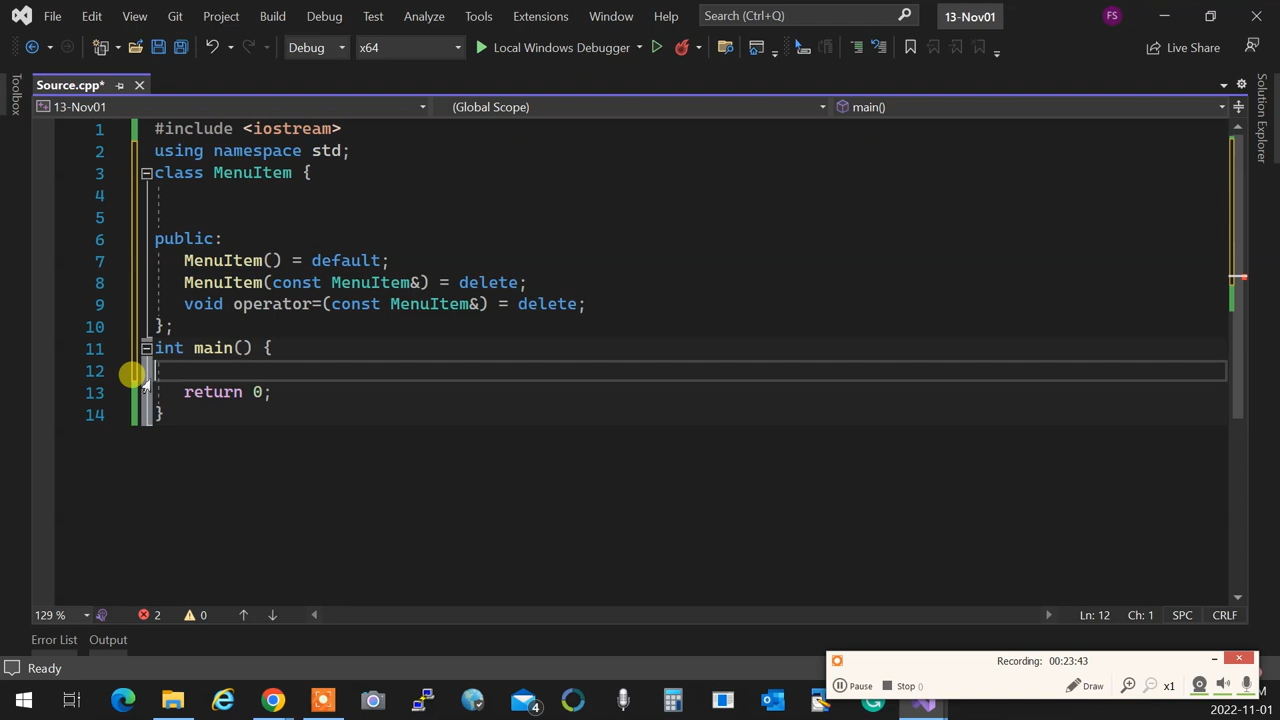 File Edit View Git Project Build Debug Test Analyze Tools Extensions Window Help Search (Ctrl+Q) 13-Nov01 FS
Debug x64 Local Windows Debugger Live Share
Toolbox
Source.cpp*
13-Nov01 (Global Scope) main()
Solution Explorer
1 #include <iostream>
2 using namespace std;
3 class MenuItem {
4
5
6 public:
7 MenuItem() = default;
8 MenuItem(const MenuItem&) = delete;
9 void operator=(const MenuItem&) = delete;
10 };
11 int main() {
12
13 return 0;
14 }
129 % 2 0 Ln: 12 Ch: 1 SPC CRLF
Error List Output
Ready
Recording: 00:23:43
Pause Stop () Draw x1
4
2022-11-01